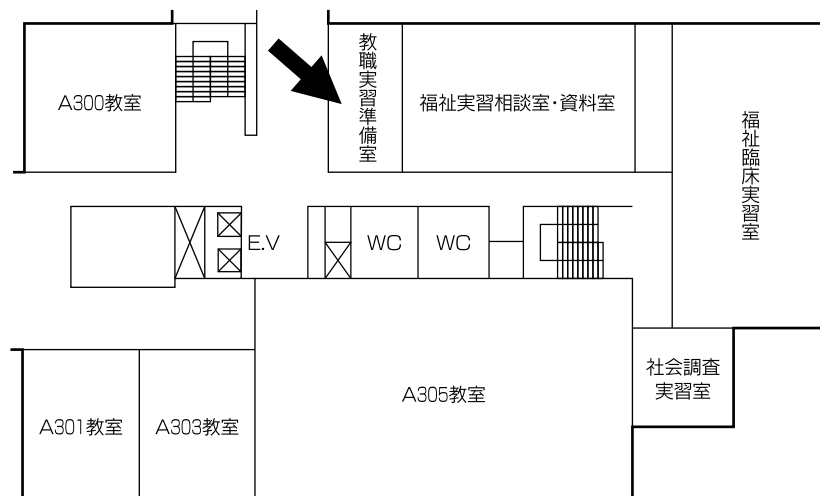 教職実習準備室
A300教室
福祉実習相談室・資料室
福祉臨床実習室
E.V
WC
WC
社会調査
実習室
A305教室
A301教室
A303教室